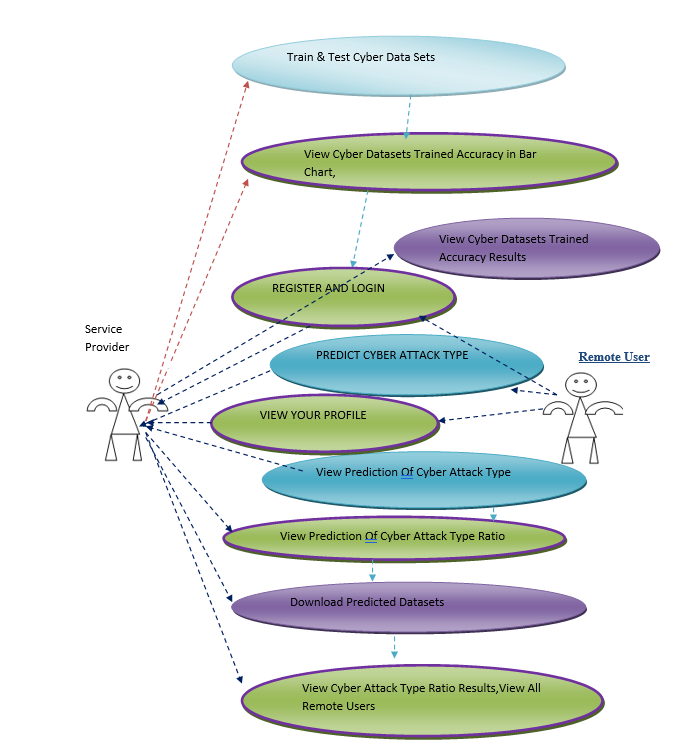 Train & Test Cyber Data Sets
View Cyber Datasets Trained Accuracy in Bar
Chart,
View Cyber Datasets Trained
Accuracy Results
REGISTER AND LOGIN
Service
Provider
PREDICT CYBER ATTACK TYPE
Remote User
VIEW YOUR PROFILE
View Prediction Of Cyber Attack Type
View Prediction Of Cyber Attack Type Ratio
Download Predicted Datasets
View Cyber Attack Type Ratio Results,View All
Remote Users